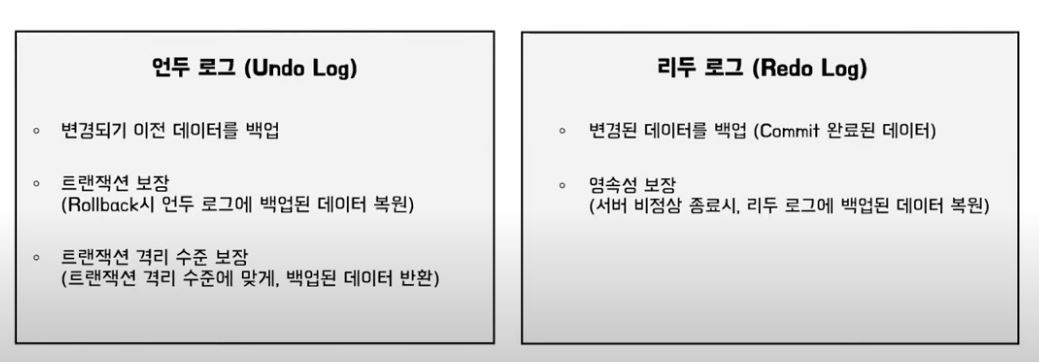 언두 로그 (Undo Log)
◦ 변경되기 이전 데이터를 백업
◦ 트랜잭션 보장
(Rollback시 언두 로그에 백업된 데이터 복원)
◦ 트랜잭션 격리 수준 보장
(트랜잭션 격리 수준에 맞게, 백업된 데이터 반환)
리두 로그 (Redo Log)
◦ 변경된 데이터를 백업 (Commit 완료된 데이터)
◦ 영속성 보장
(서버 비정상 종료시, 리두 로그에 백업된 데이터 복원)